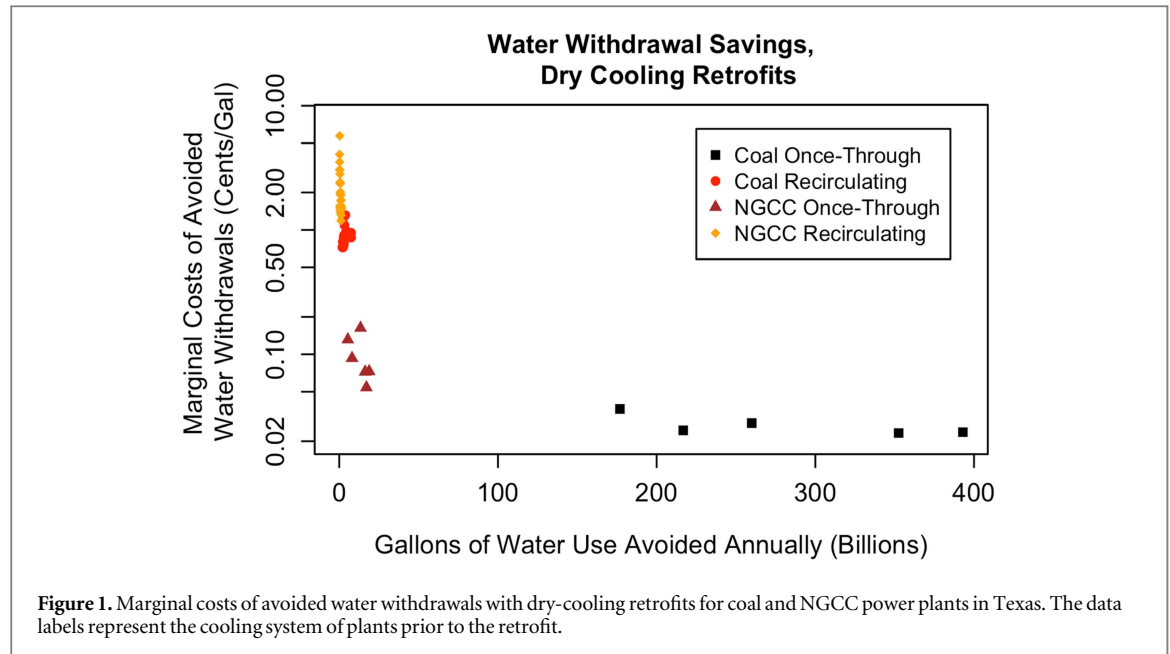 Water Withdrawal Savings,
Dry Cooling Retrofits
Marginal Costs of Avoided
Water Withdrawals (Cents/Gal)
10.00
2.00
0.50
0.10
0.02
Coal Once-Through
Coal Recirculating
NGCC Once-Through
NGCC Recirculating
0 100 200 300 400
Gallons of Water Use Avoided Annually (Billions)
Figure 1. Marginal costs of avoided water withdrawals with dry-cooling retrofits for coal and NGCC power plants in Texas. The data
labels represent the cooling system of plants prior to the retrofit.